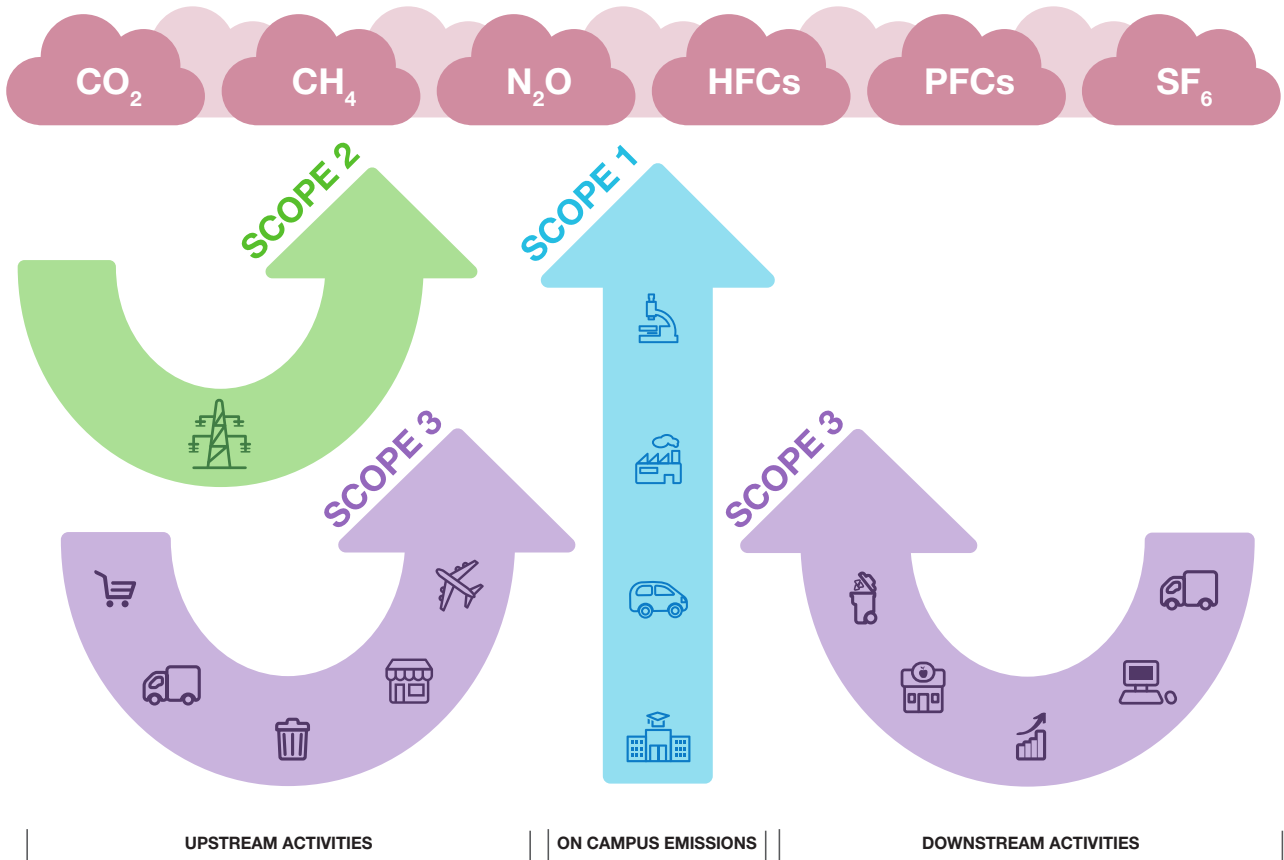 CO₂
CH₄
N₂O
HFCs
PFCs
SF₆
SCOPE 2
SCOPE 1
SCOPE 3
SCOPE 3
UPSTREAM ACTIVITIES
ON CAMPUS EMISSIONS
DOWNSTREAM ACTIVITIES